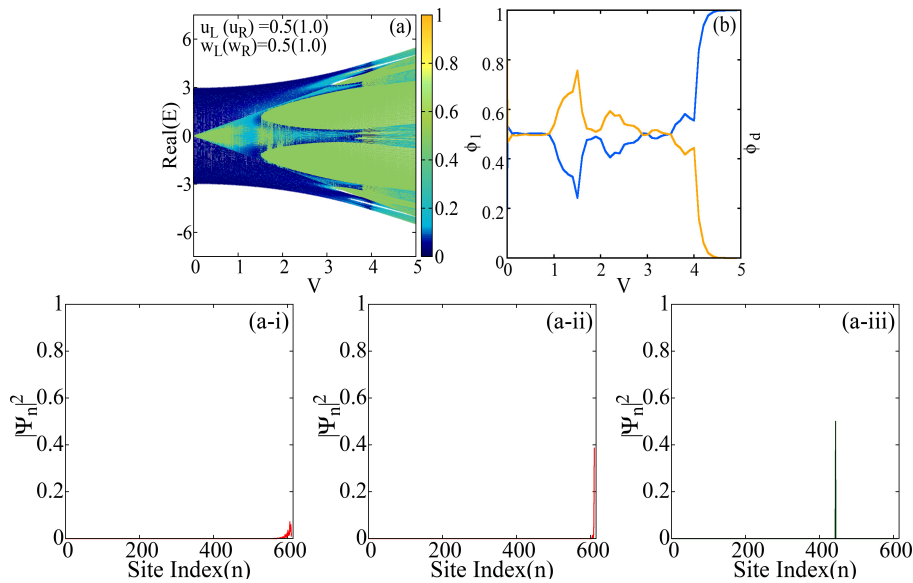 u_L (u_R) =0.5(1.0)
w_L(w_R)=0.5(1.0)
(a)
6
3
0
-3
-6
Real(E)
0 1 2 3 4 5
V
1
0.8
0.6
0.4
0.2
0
(b)
1
0.8
0.6
0.4
0.2
0
ϕ_l
ϕ_d
0 1 2 3 4 5
V
(a-i)
1
0.8
0.6
0.4
0.2
0
|Ψ_n|^2
0 200 400 600
Site Index(n)
(a-ii)
1
0.8
0.6
0.4
0.2
0
|Ψ_n|^2
0 200 400 600
Site Index(n)
(a-iii)
1
0.8
0.6
0.4
0.2
0
|Ψ_n|^2
0 200 400 600
Site Index(n)